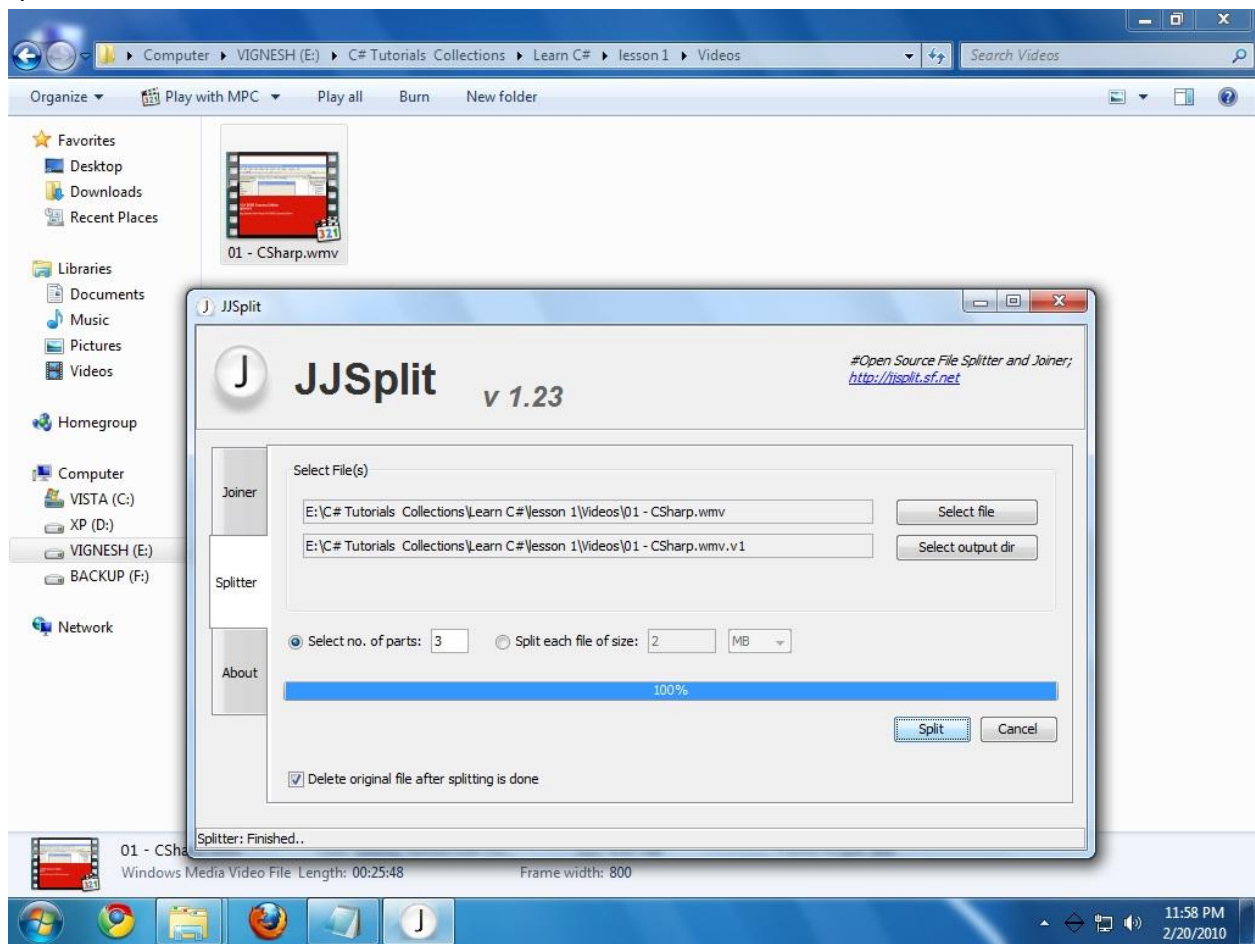 Computer VIGNESH (E:) C# Tutorials Collections Learn C# lesson 1 Videos
Search Videos
Organize Play with MPC Play all Burn New folder
Favorites
Desktop
Downloads
Recent Places
Libraries
Documents
Music
Pictures
Videos
Homegroup
Computer
VISTA (C:)
XP (D:)
VIGNESH (E:)
BACKUP (F:)
Network
321
01 - CSharp.wmv
J JJSplit
J
JJSplit v 1.23
#Open Source File Splitter and Joiner;
http://jjsplit.sf.net
Joiner
Splitter
About
Select File(s)
E:\C# Tutorials Collections\Learn C#\lesson 1\Videos\01 - CSharp.wmv
Select file
E:\C# Tutorials Collections\Learn C#\lesson 1\Videos\01 - CSharp.wmv.v1
Select output dir
Select no. of parts: 3 Split each file of size: 2 MB
100%
Split Cancel
Delete original file after splitting is done
Splitter: Finished..
01 - CSha
Windows Media Video File Length: 00:25:48 Frame width: 800
321
J
11:58 PM
2/20/2010